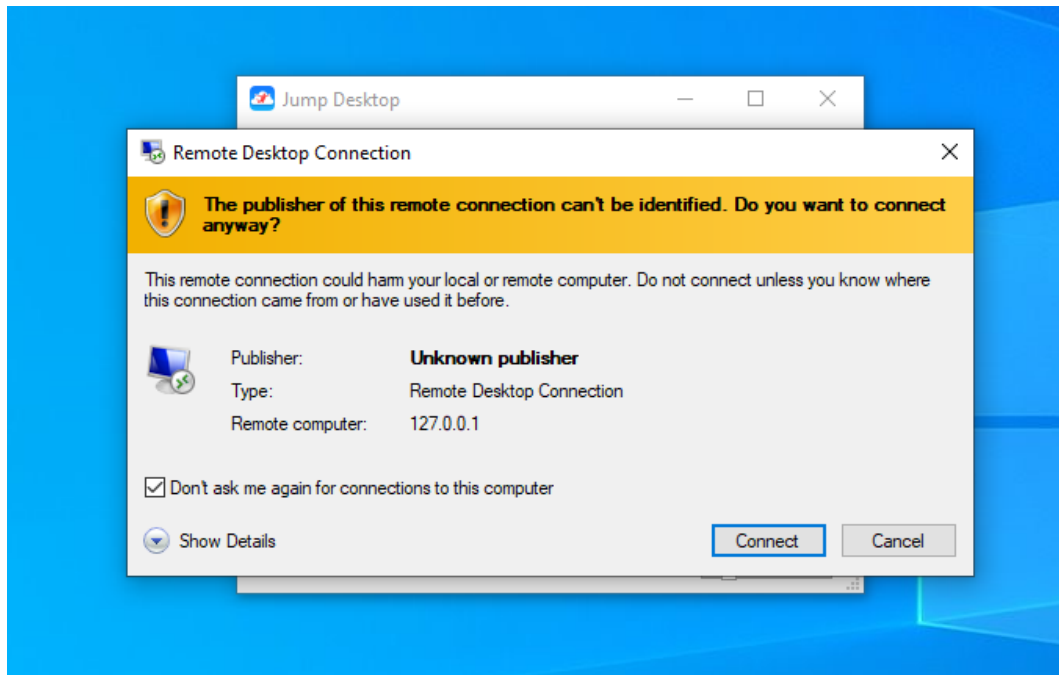 Jump Desktop
Remote Desktop Connection
The publisher of this remote connection can't be identified. Do you want to connect
anyway?
This remote connection could harm your local or remote computer. Do not connect unless you know where
this connection came from or have used it before.
Publisher: Unknown publisher
Type: Remote Desktop Connection
Remote computer: 127.0.0.1
Don't ask me again for connections to this computer
Show Details Connect Cancel